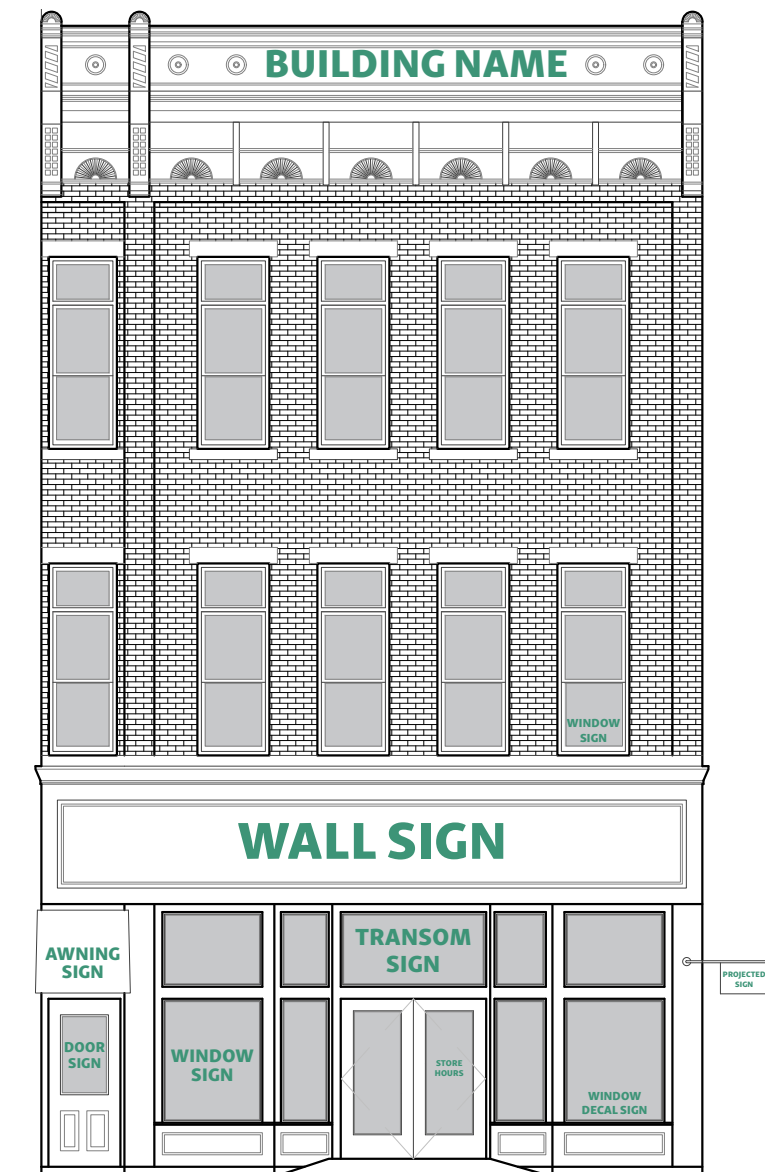 BUILDING NAME
WINDOW
SIGN
WALL SIGN
AWNING
SIGN
TRANSOM
SIGN
PROJECTED
SIGN
DOOR
SIGN
WINDOW
SIGN
STORE
HOURS
WINDOW
DECAL SIGN